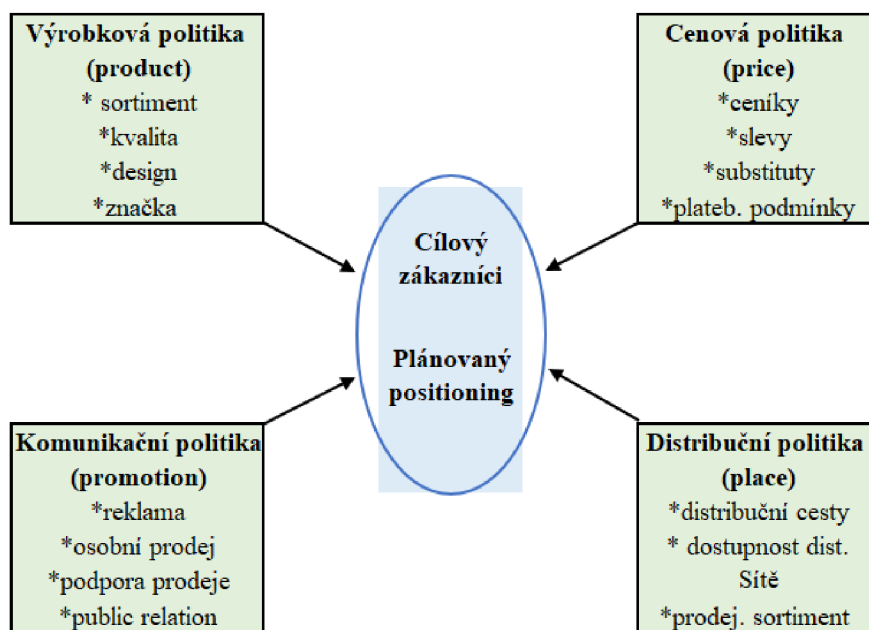 Výrobková politika
(product)
* sortiment
*kvalita
*design
*značka
Cenová politika
(price)
*ceníky
*slevy
*substituty
*plateb. podmínky
Cílový
zákazníci
Plánovaný
positioning
Komunikační politika
(promotion)
*reklama
*osobní prodej
*podpora prodeje
*public relation
Distribuční politika
(place)
*distribuční cesty
* dostupnost dist.
Sítě
*prodej. sortiment